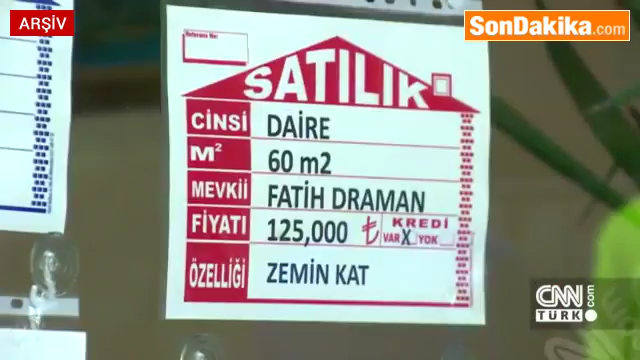 ARŞİV
SonDakika.com
Referans No:
SATILIK
CİNSİ DAİRE
M² 60 m2
MEVKİİ FATİH DRAMAN
FİYATI 125,000 ₺ KREDİ
VAR X YOK
ÖZELLİĞİ ZEMİN KAT
CNN
TÜRK
.com